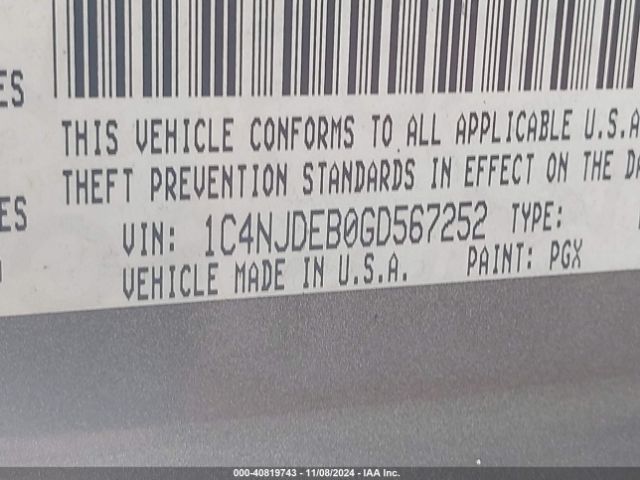 ES
THIS VEHICLE CONFORMS TO ALL APPLICABLE U.S.A
THEFT PREVENTION STANDARDS IN EFFECT ON THE DA
ES
VIN: 1C4NJDEB0GD567252 TYPE:
VEHICLE MADE IN U.S.A. PAINT: PGX
000-40819743 - 11/08/2024 - IAA Inc.